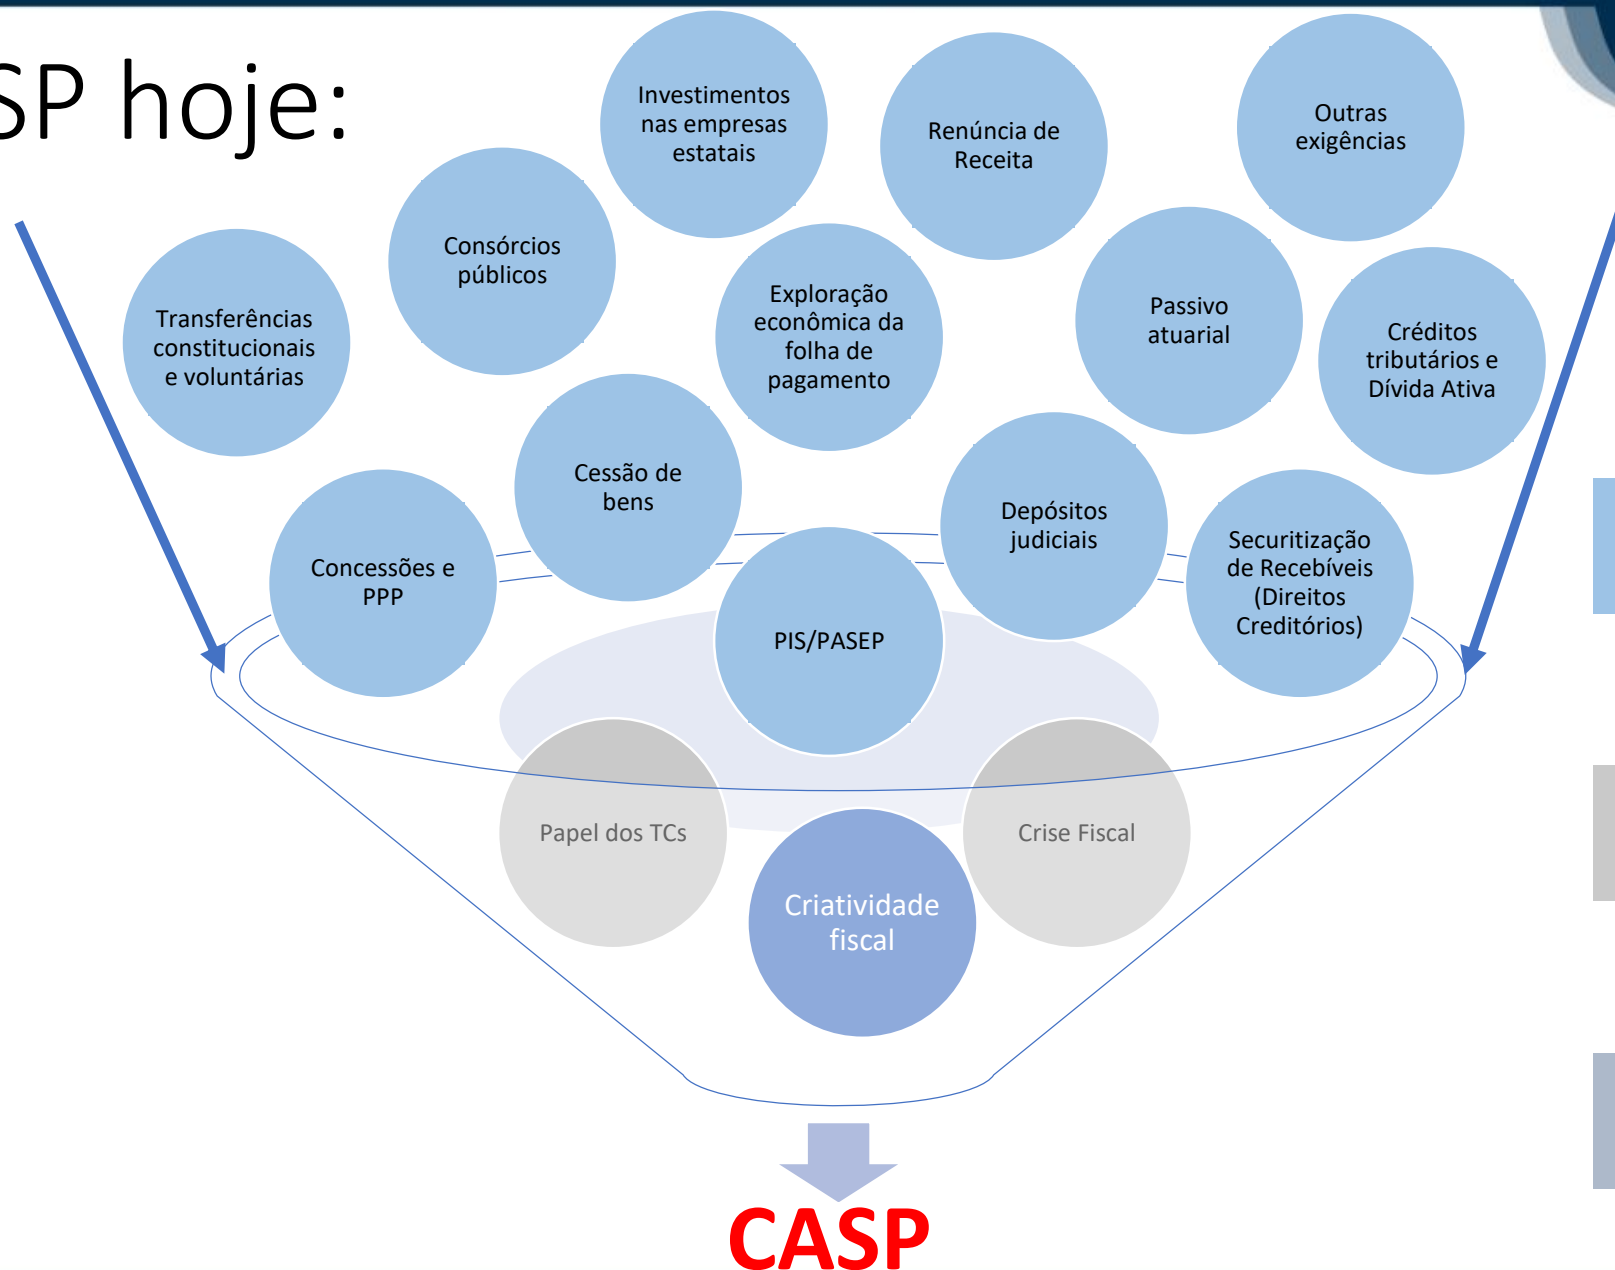 SP hoje:
Investimentos
nas empresas
estatais
Renúncia de
Receita
Outras
exigências
Consórcios
públicos
Transferências
constitucionais
e voluntárias
Exploração
econômica da
folha de
pagamento
Passivo
atuarial
Créditos
tributários e
Dívida Ativa
Cessão de
bens
Depósitos
judiciais
Concessões e
PPP
Securitização
de Recebíveis
(Direitos
Creditórios)
PIS/PASEP
Papel dos TCs
Crise Fiscal
Criatividade
fiscal
CASP